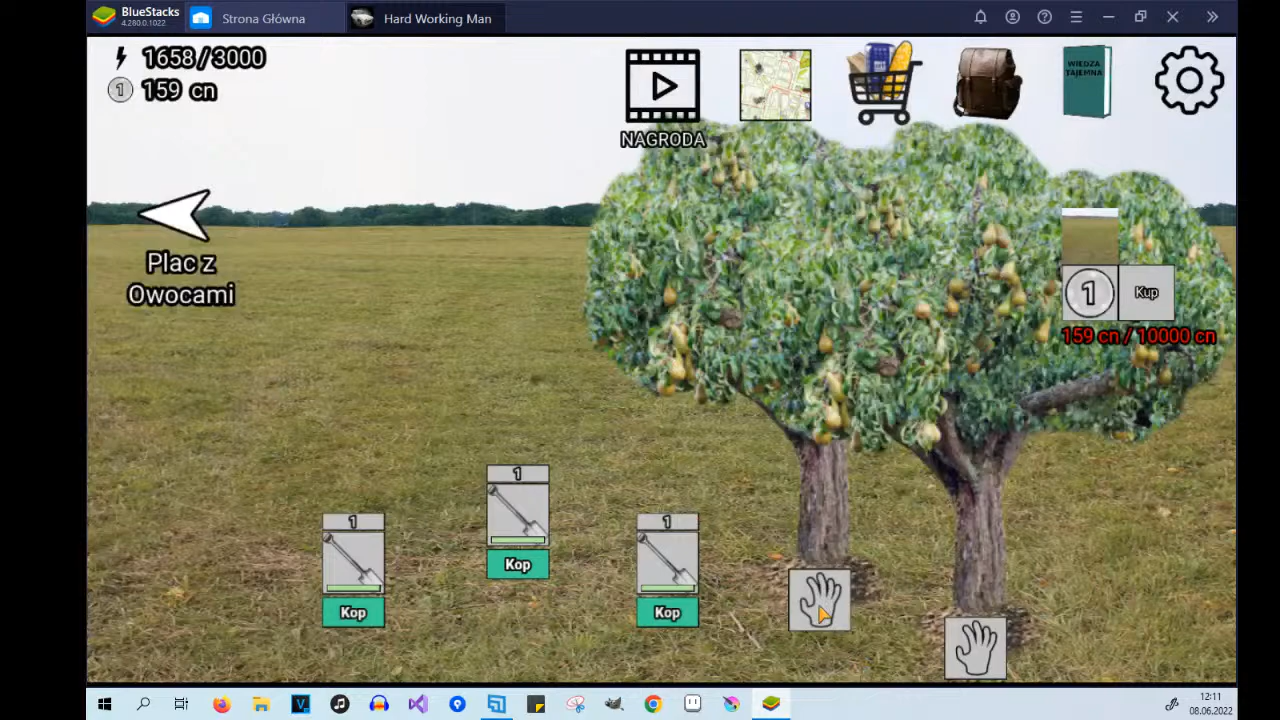 BlueStacks
4.280.0.1022
Strona Główna
Hard Working Man
1658 / 3000
1
159 cn
NAGRODA
WIEDZA
TAJEMNA
Plac z
Owocami
1
Kup
159 cn / 10000 cn
1
Kop
1
Kop
1
Kop
V
12:11
08.06.2022